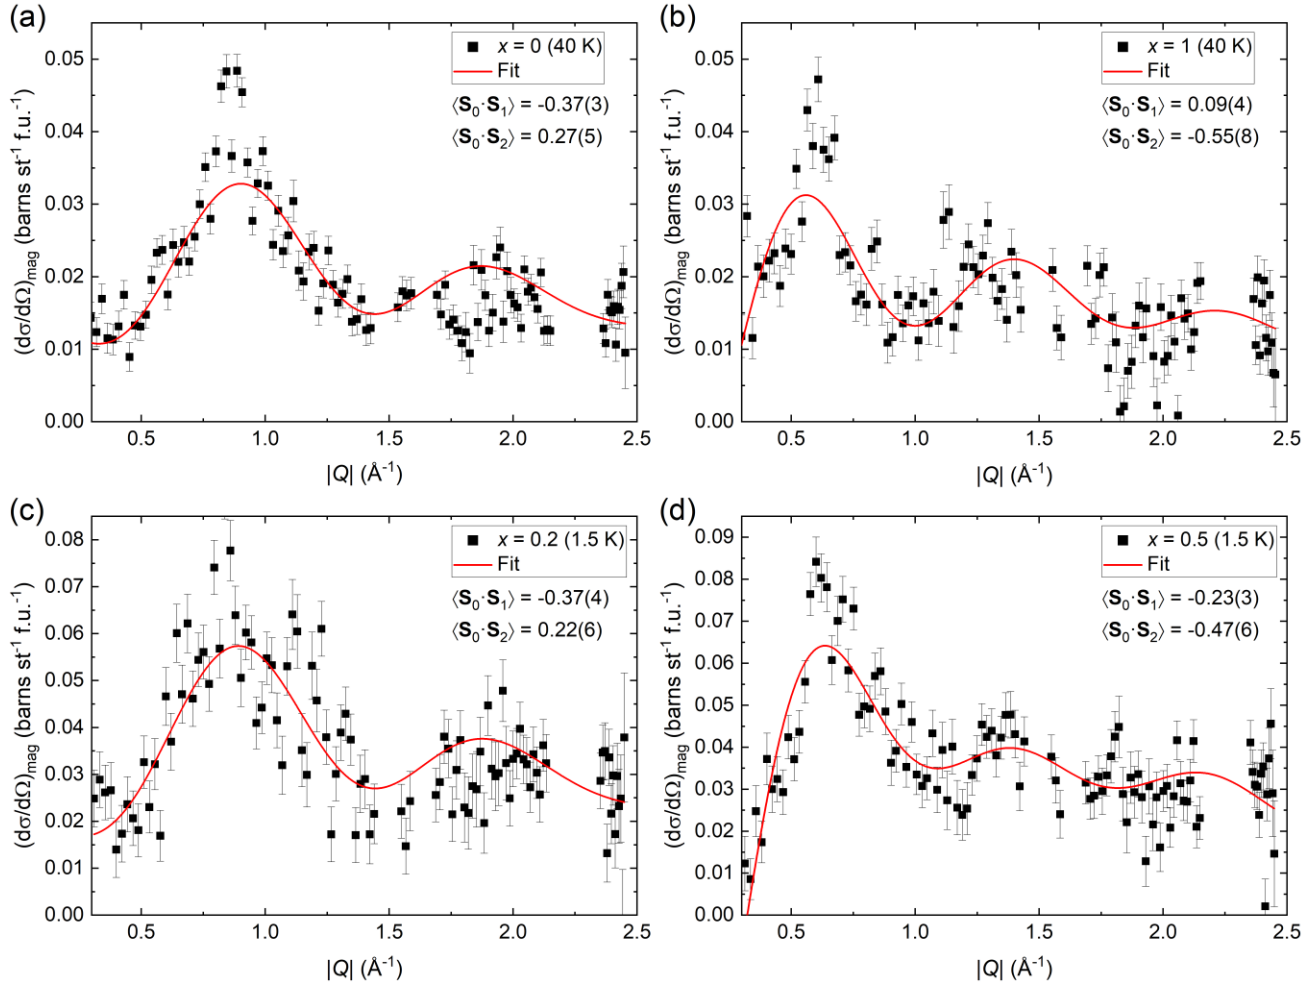 (a)
x = 0 (40 K)
Fit
⟨S₀·S₁⟩ = -0.37(3)
⟨S₀·S₂⟩ = 0.27(5)
0.05
0.04
0.03
0.02
0.01
0.00
(dσ/dΩ)mag (barns st⁻¹ f.u.⁻¹)
0.5 1.0 1.5 2.0 2.5
|Q| (Å⁻¹)
(b)
x = 1 (40 K)
Fit
⟨S₀·S₁⟩ = 0.09(4)
⟨S₀·S₂⟩ = -0.55(8)
0.05
0.04
0.03
0.02
0.01
0.00
(dσ/dΩ)mag (barns st⁻¹ f.u.⁻¹)
0.5 1.0 1.5 2.0 2.5
|Q| (Å⁻¹)
(c)
x = 0.2 (1.5 K)
Fit
⟨S₀·S₁⟩ = -0.37(4)
⟨S₀·S₂⟩ = 0.22(6)
0.08
0.07
0.06
0.05
0.04
0.03
0.02
0.01
0.00
(dσ/dΩ)mag (barns st⁻¹ f.u.⁻¹)
0.5 1.0 1.5 2.0 2.5
|Q| (Å⁻¹)
(d)
x = 0.5 (1.5 K)
Fit
⟨S₀·S₁⟩ = -0.23(3)
⟨S₀·S₂⟩ = -0.47(6)
0.09
0.08
0.07
0.06
0.05
0.04
0.03
0.02
0.01
0.00
(dσ/dΩ)mag (barns st⁻¹ f.u.⁻¹)
0.5 1.0 1.5 2.0 2.5
|Q| (Å⁻¹)